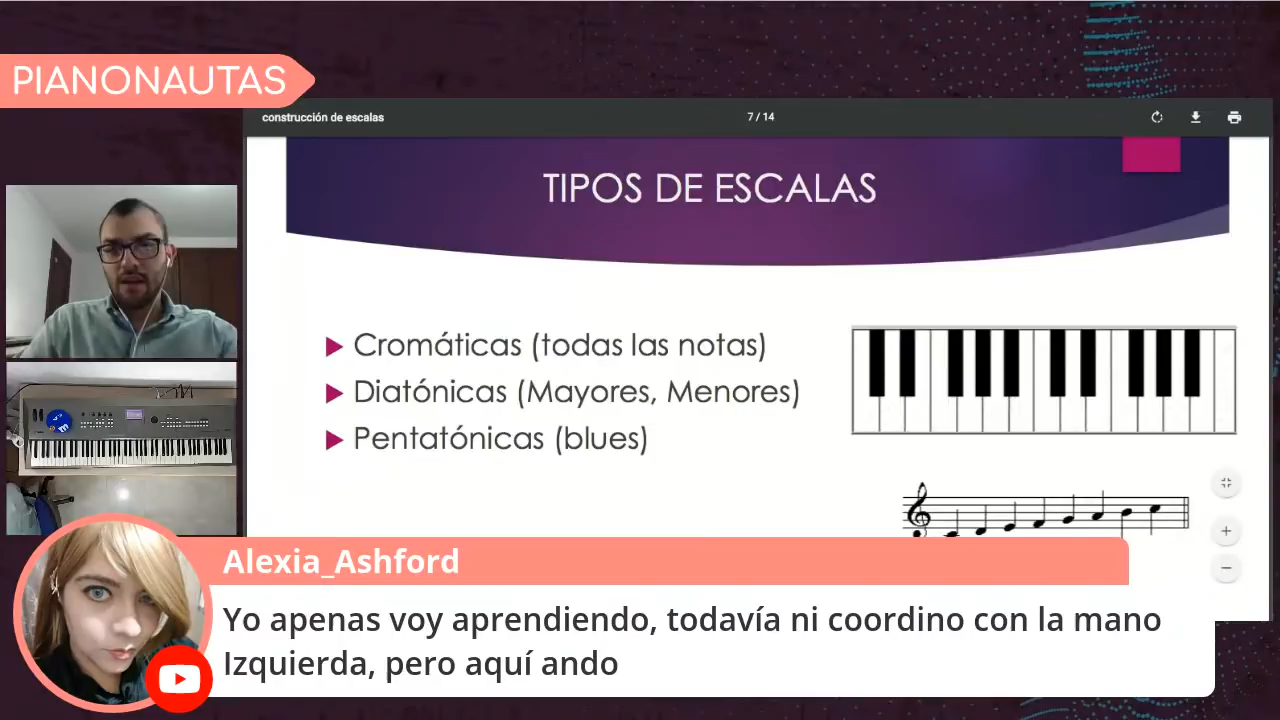 PIANONAUTAS
construcción de escalas
7 / 14
TIPOS DE ESCALAS
Cromáticas (todas las notas)
Diatónicas (Mayores, Menores)
Pentatónicas (blues)
Alexia_Ashford
Yo apenas voy aprendiendo, todavía ni coordino con la mano
Izquierda, pero aquí ando